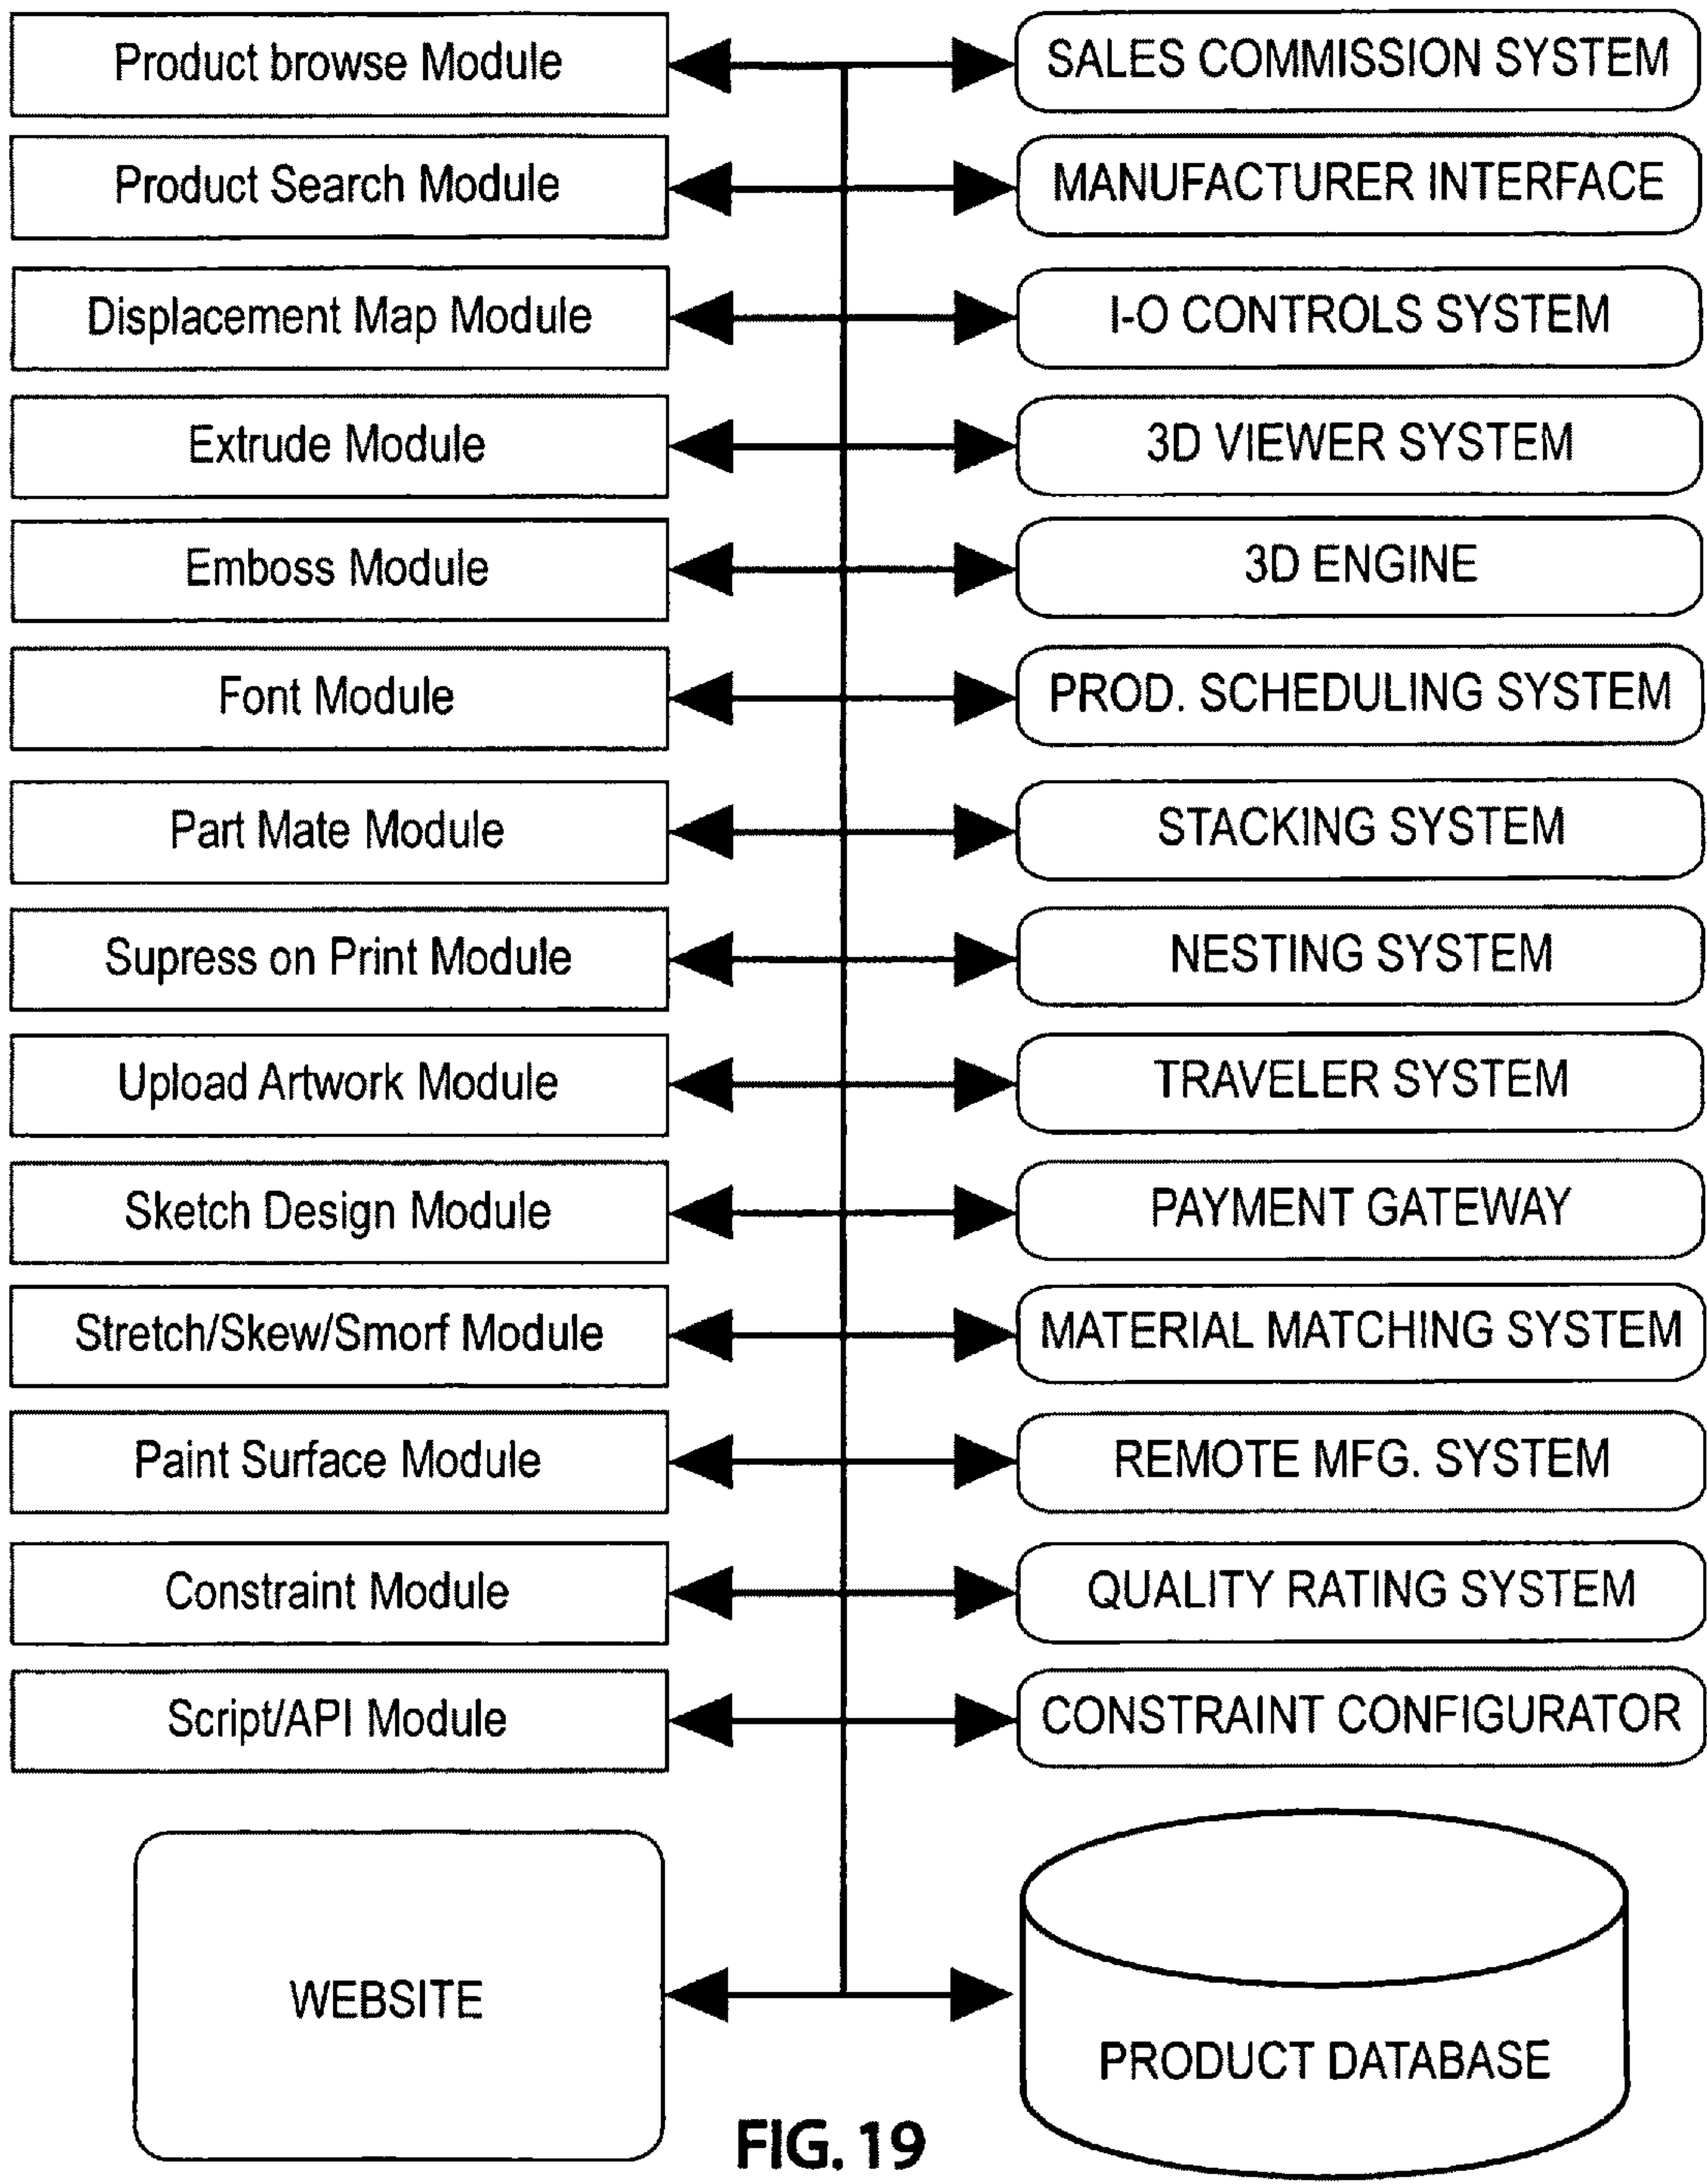 Product browse Module
SALES COMMISSION SYSTEM
Product Search Module
MANUFACTURER INTERFACE
Displacement Map Module
I-O CONTROLS SYSTEM
Extrude Module
3D VIEWER SYSTEM
Emboss Module
3D ENGINE
Font Module
PROD. SCHEDULING SYSTEM
Part Mate Module
STACKING SYSTEM
Supress on Print Module
NESTING SYSTEM
Upload Artwork Module
TRAVELER SYSTEM
Sketch Design Module
PAYMENT GATEWAY
Stretch/Skew/Smorf Module
MATERIAL MATCHING SYSTEM
Paint Surface Module
REMOTE MFG. SYSTEM
Constraint Module
QUALITY RATING SYSTEM
Script/API Module
CONSTRAINT CONFIGURATOR
WEBSITE
PRODUCT DATABASE
FIG. 19